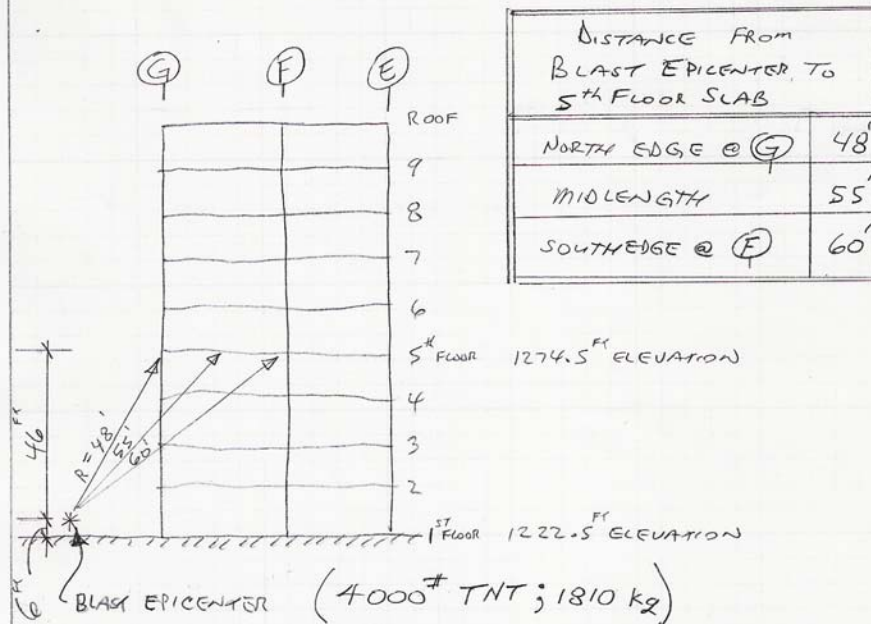 DISTANCE FROM
BLAST EPICENTER TO
5th FLOOR SLAB
NORTH EDGE @ G 48'
MIDLENGTH 55'
SOUTH EDGE @ F 60'
G F E
ROOF
9
8
7
6
5th FLOOR 1274.5 FT ELEVATION
4
3
2
1ST FLOOR 1222.5 FT ELEVATION
46 FT
R = 48'
55'
60'
6 FT
BLAST EPICENTER (4000# TNT ; 1810 kg)